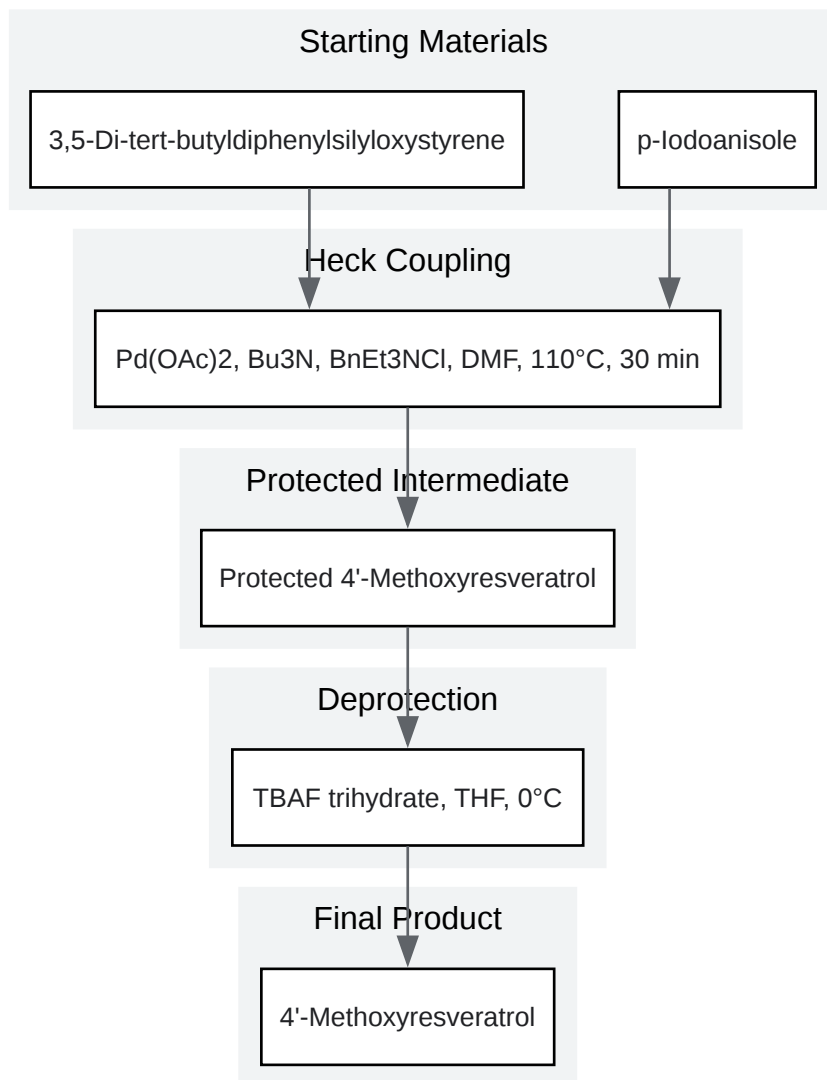 Starting Materials
3,5-Di-tert-butyldiphenylsilyloxystyrene
p-Iodoanisole
Heck Coupling
Pd(OAc)2, Bu3N, BnEt3NCl, DMF, 110°C, 30 min
Protected Intermediate
Protected 4'-Methoxyresveratrol
Deprotection
TBAF trihydrate, THF, 0°C
Final Product
4'-Methoxyresveratrol